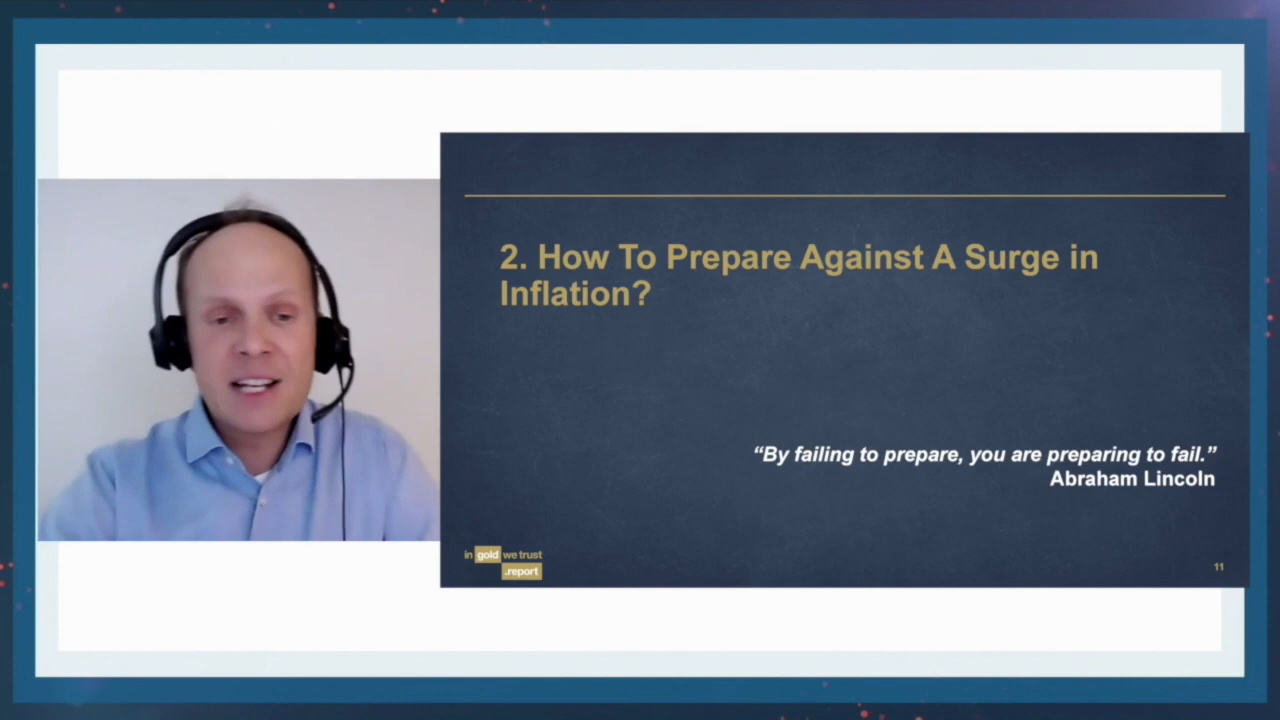 2. How To Prepare Against A Surge in
Inflation?
“By failing to prepare, you are preparing to fail.”
Abraham Lincoln
in gold we trust
.report
11